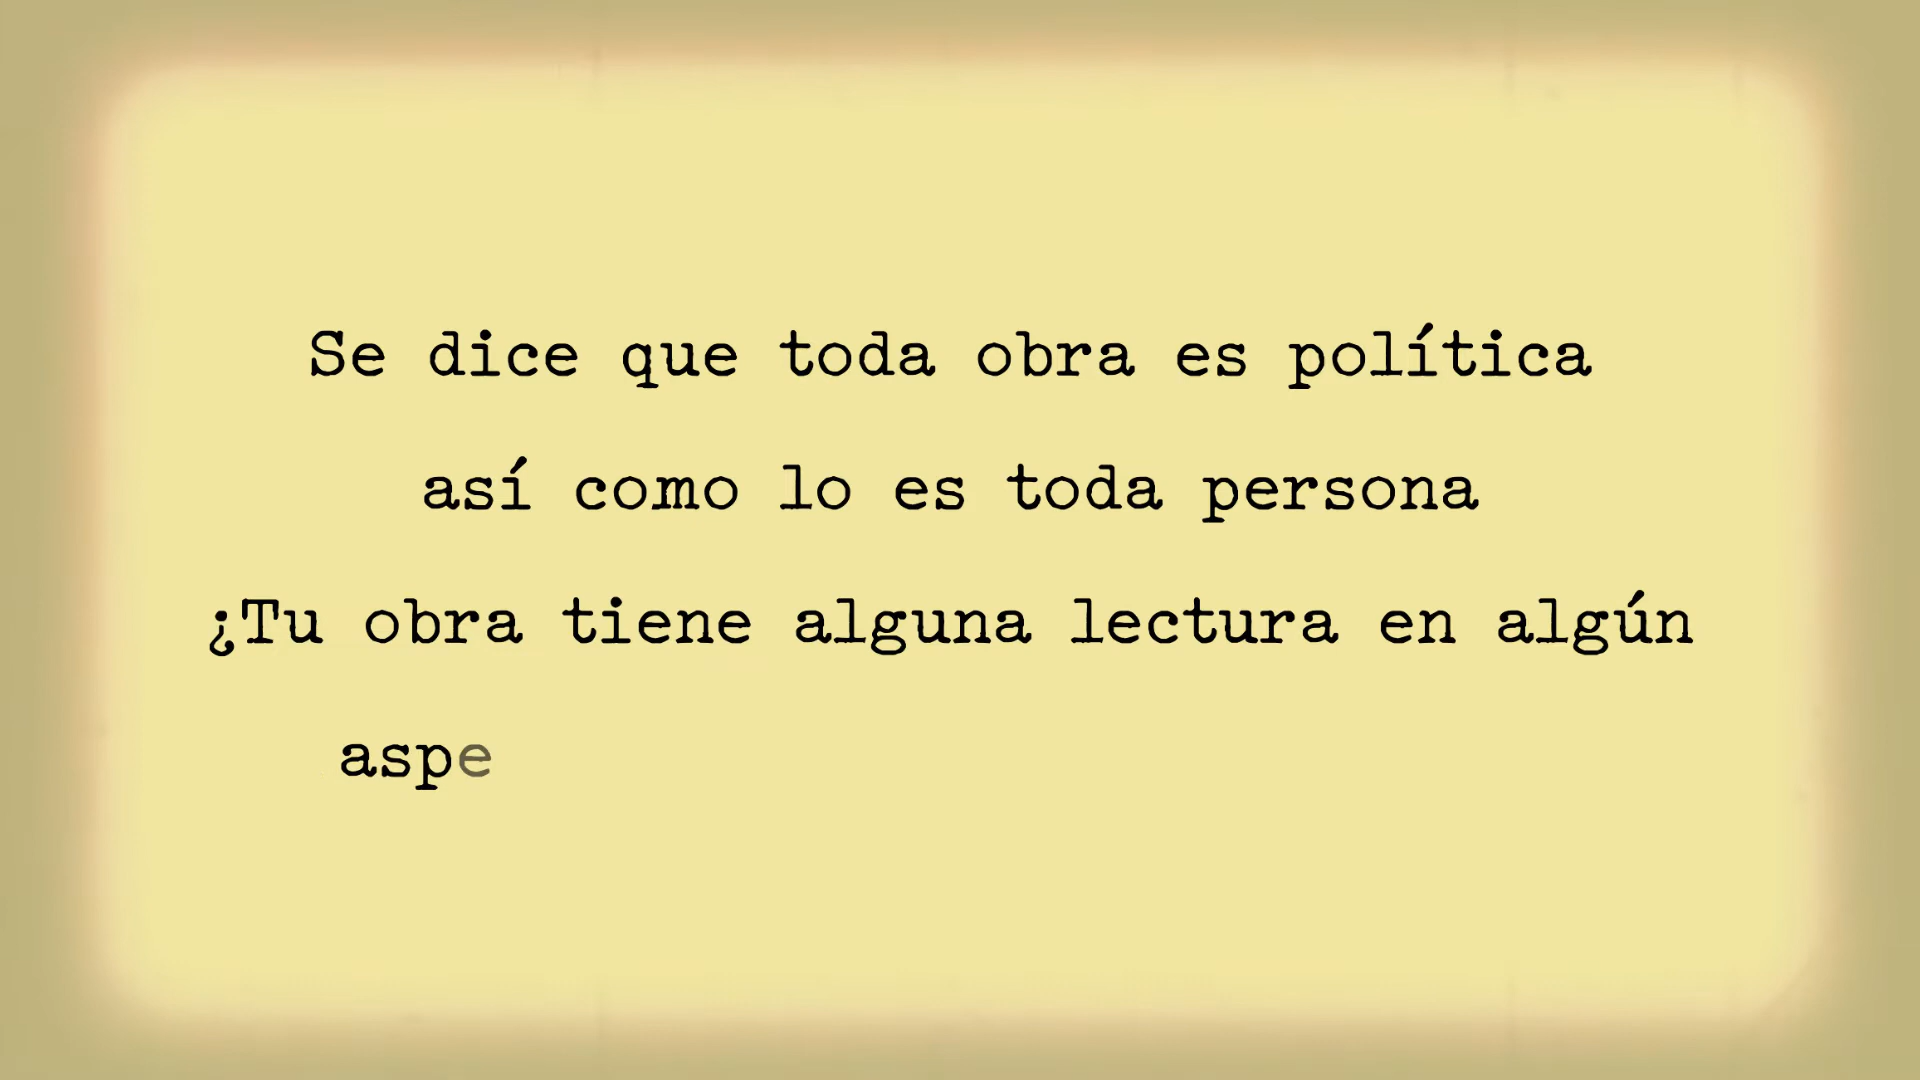 Se dice que toda obra es política
así como lo es toda persona
¿Tu obra tiene alguna lectura en algún
aspe